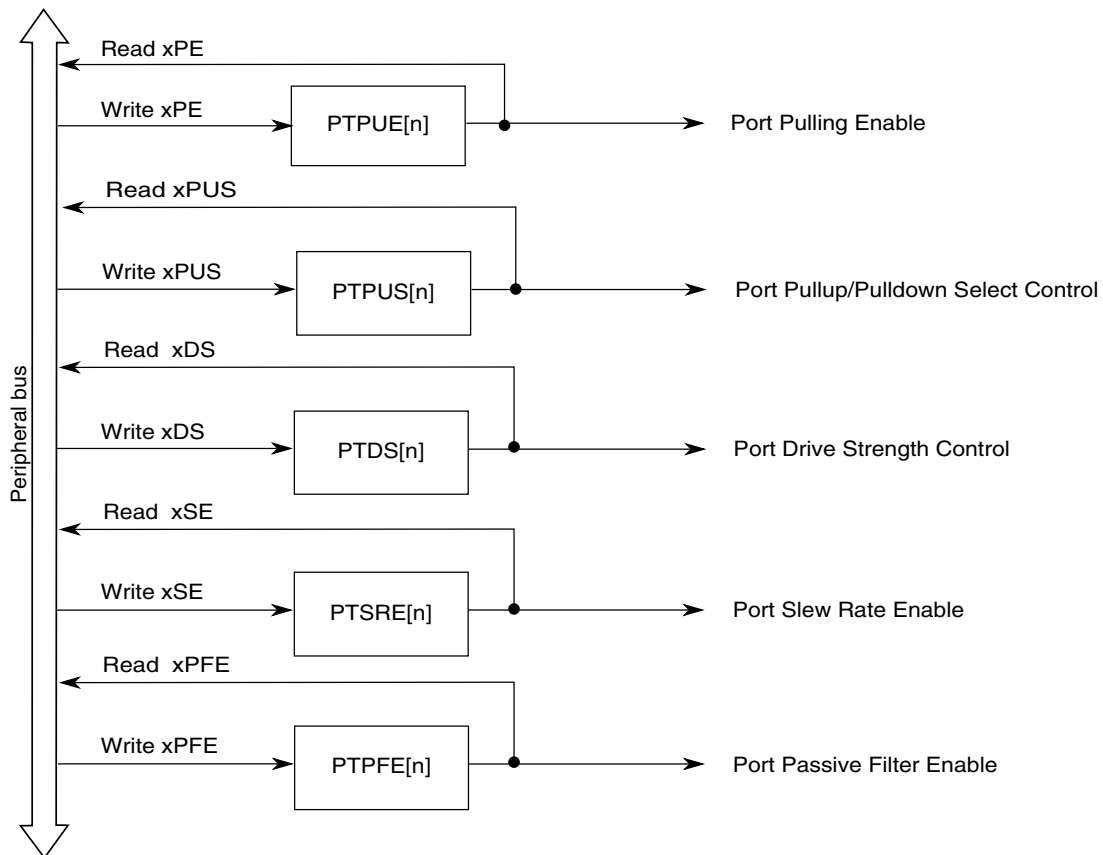 Read xPE
Write xPE
PTPUE[n]
Port Pulling Enable
Read xPUS
Write xPUS
PTPUS[n]
Port Pullup/Pulldown Select Control
Read xDS
Write xDS
PTDS[n]
Port Drive Strength Control
Peripheral bus
Read xSE
Write xSE
PTSRE[n]
Port Slew Rate Enable
Read xPFE
Write xPFE
PTPFE[n]
Port Passive Filter Enable